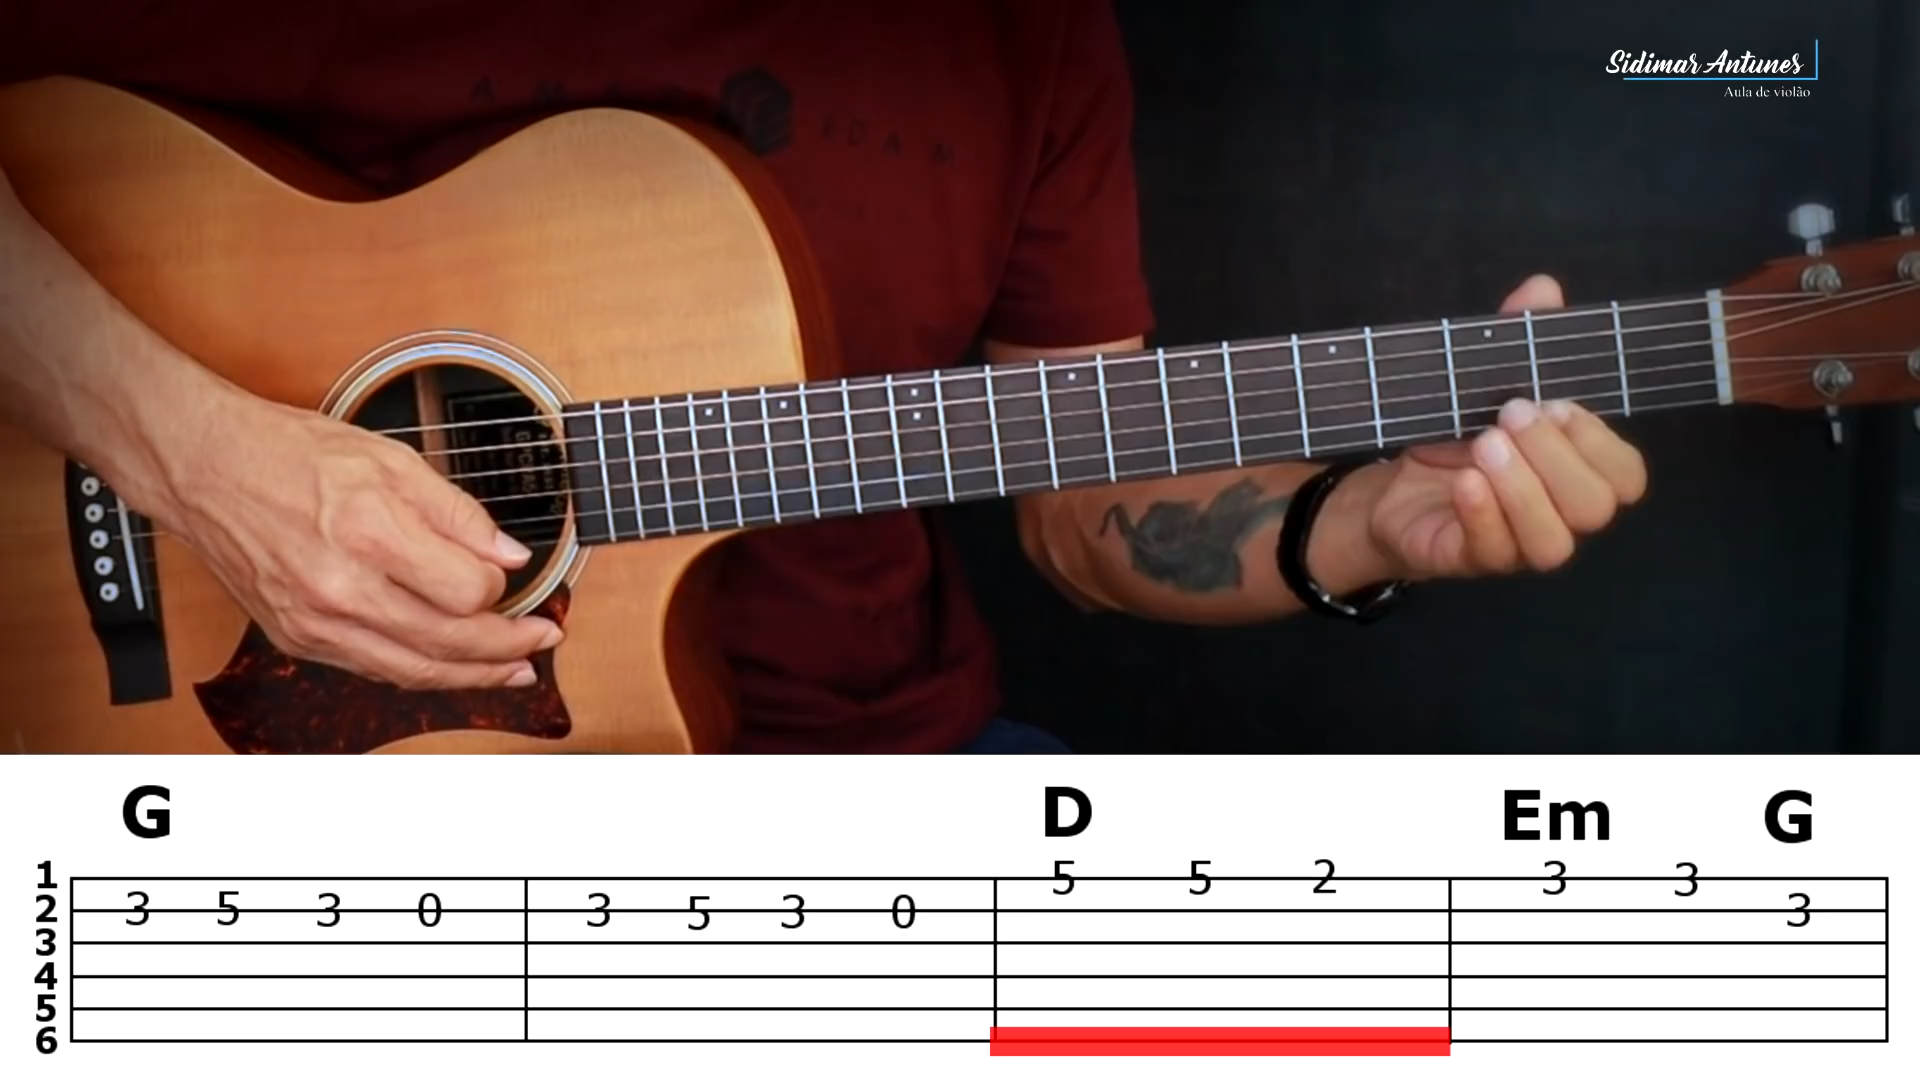 Sidimar Antunes
Aula de violão
G D Em G
1 5 5 2 3 3
2 3 5 3 0 3 5 3 0 3
3
4
5
6